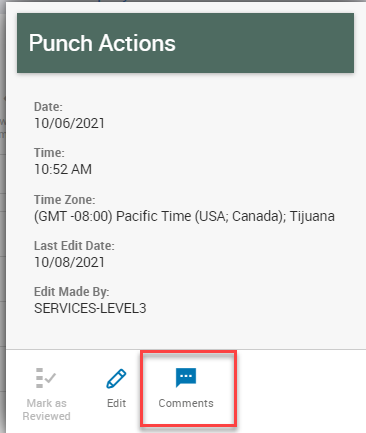 Punch Actions
Date:
10/06/2021
Time:
10:52 AM
Time Zone:
(GMT -08:00) Pacific Time (USA; Canada); Tijuana
Last Edit Date:
10/08/2021
Edit Made By:
SERVICES-LEVEL3
Mark as
Reviewed
Edit
Comments